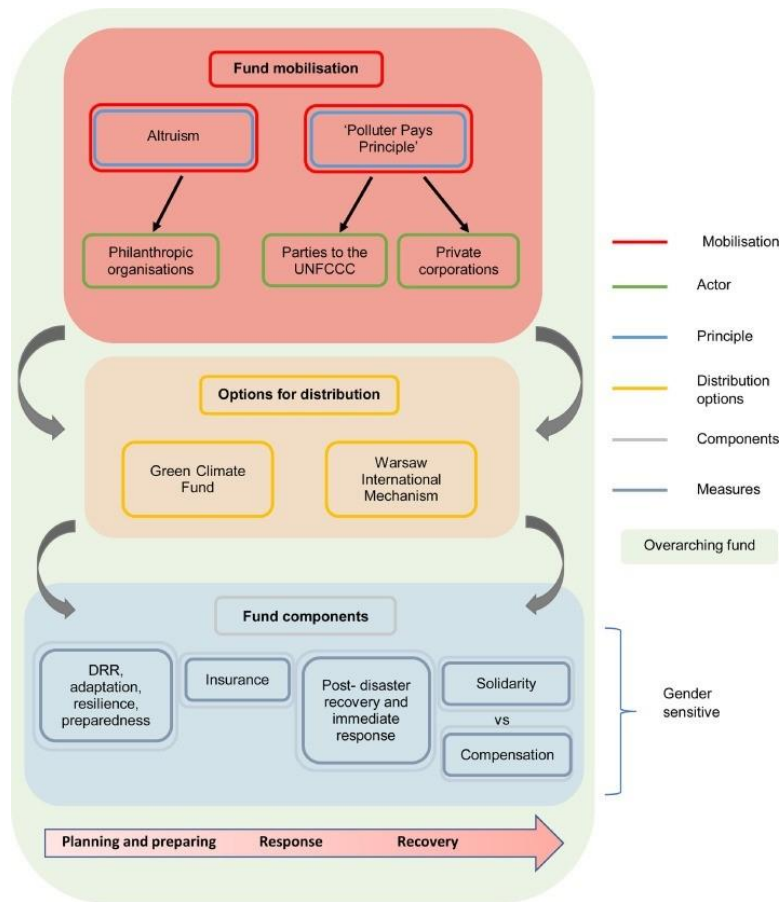 Fund mobilisation
Altruism
‘Polluter Pays
Principle’
Philanthropic
organisations
Parties to the
UNFCCC
Private
corporations
Options for distribution
Green Climate
Fund
Warsaw
International
Mechanism
Fund components
DRR,
adaptation,
resilience,
preparedness
Insurance
Post- disaster
recovery and
immediate
response
Solidarity
vs
Compensation
Planning and preparing
Response
Recovery
Mobilisation
Actor
Principle
Distribution
options
Components
Measures
Overarching fund
Gender
sensitive